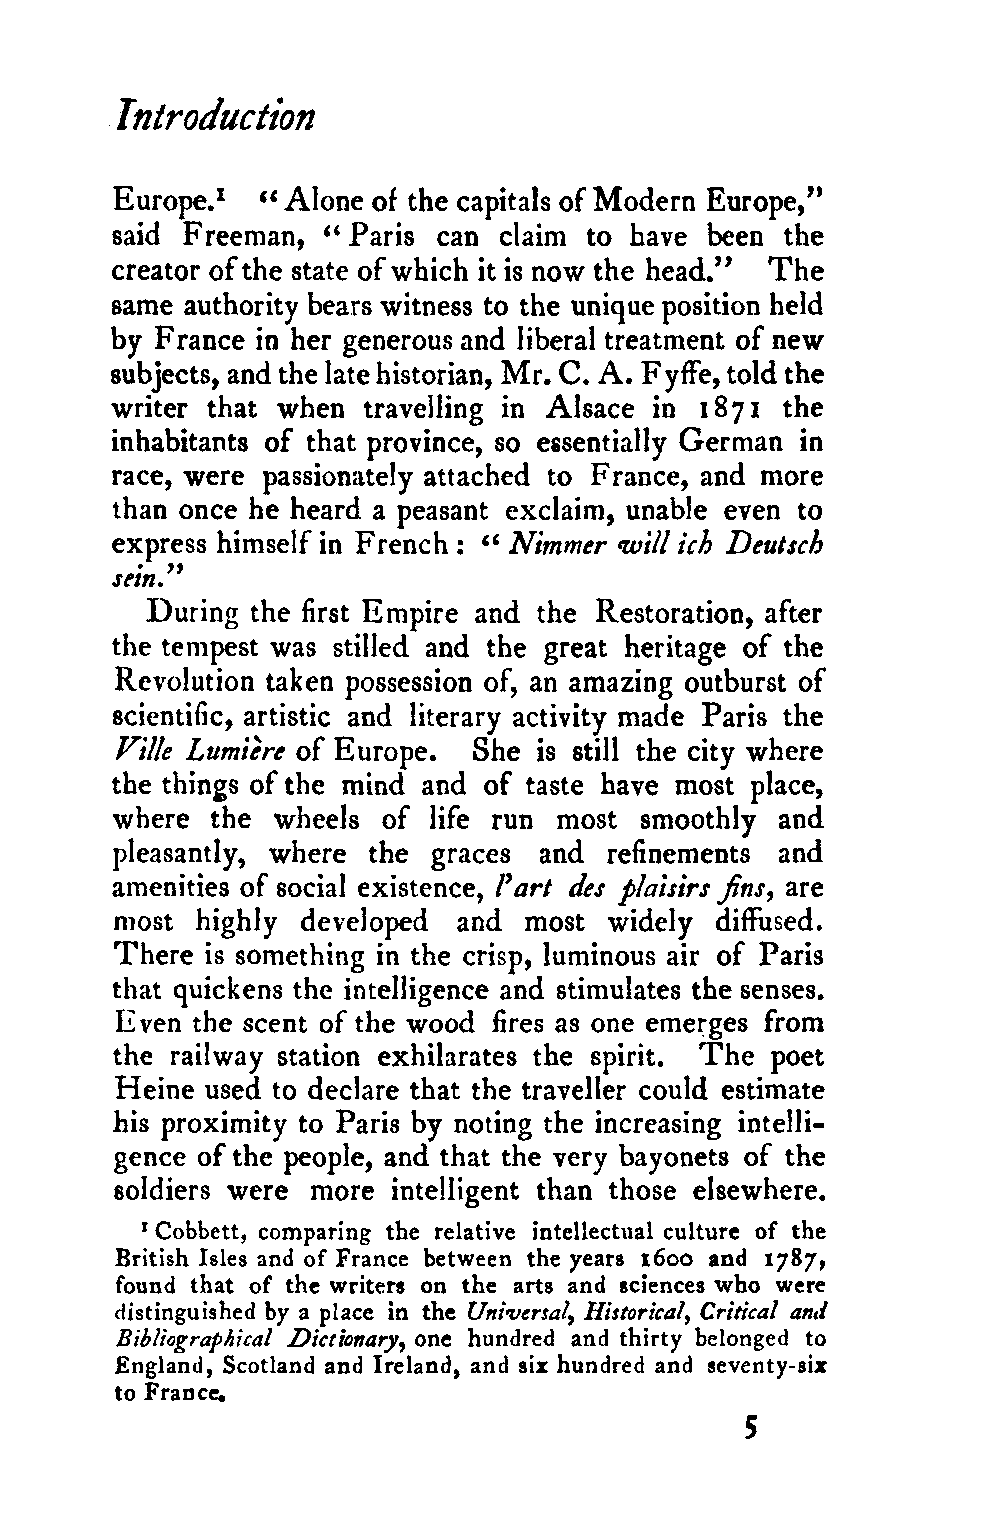 Introduction
Europe.¹ “Alone of the capitals of Modern Europe,”
said Freeman, “Paris can claim to have been the
creator of the state of which it is now the head.” The
same authority bears witness to the unique position held
by France in her generous and liberal treatment of new
subjects, and the late historian, Mr. C. A. Fyffe, told the
writer that when travelling in Alsace in 1871 the
inhabitants of that province, so essentially German in
race, were passionately attached to France, and more
than once he heard a peasant exclaim, unable even to
express himself in French : “Nimmer will ich Deutsch
sein.”
During the first Empire and the Restoration, after
the tempest was stilled and the great heritage of the
Revolution taken possession of, an amazing outburst of
scientific, artistic and literary activity made Paris the
Ville Lumière of Europe. She is still the city where
the things of the mind and of taste have most place,
where the wheels of life run most smoothly and
pleasantly, where the graces and refinements and
amenities of social existence, l’art des plaisirs fins, are
most highly developed and most widely diffused.
There is something in the crisp, luminous air of Paris
that quickens the intelligence and stimulates the senses.
Even the scent of the wood fires as one emerges from
the railway station exhilarates the spirit. The poet
Heine used to declare that the traveller could estimate
his proximity to Paris by noting the increasing intelli-
gence of the people, and that the very bayonets of the
soldiers were more intelligent than those elsewhere.
¹ Cobbett, comparing the relative intellectual culture of the
British Isles and of France between the years 1600 and 1787,
found that of the writers on the arts and sciences who were
distinguished by a place in the Universal, Historical, Critical and
Bibliographical Dictionary, one hundred and thirty belonged to
England, Scotland and Ireland, and six hundred and seventy-six
to France.
5